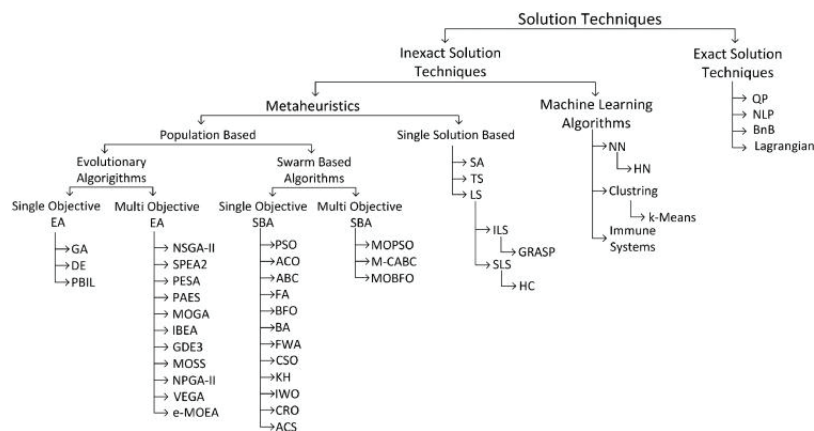 Solution Techniques
Inexact Solution
Techniques
Exact Solution
Techniques
QP
NLP
BnB
Lagrangian
Metaheuristics
Machine Learning
Algorithms
NN
HN
Clustring
k-Means
Immune
Systems
Population Based
Single Solution Based
SA
TS
LS
ILS
GRASP
SLS
HC
Evolutionary
Algorigithms
Swarm Based
Algorithms
Single Objective
EA
GA
DE
PBIL
Multi Objective
EA
NSGA-II
SPEA2
PESA
PAES
MOGA
IBEA
GDE3
MOSS
NPGA-II
VEGA
e-MOEA
Single Objective
SBA
PSO
ACO
ABC
FA
BFO
BA
FWA
CSO
KH
IWO
CRO
ACS
Multi Objective
SBA
MOPSO
M-CABC
MOBFO